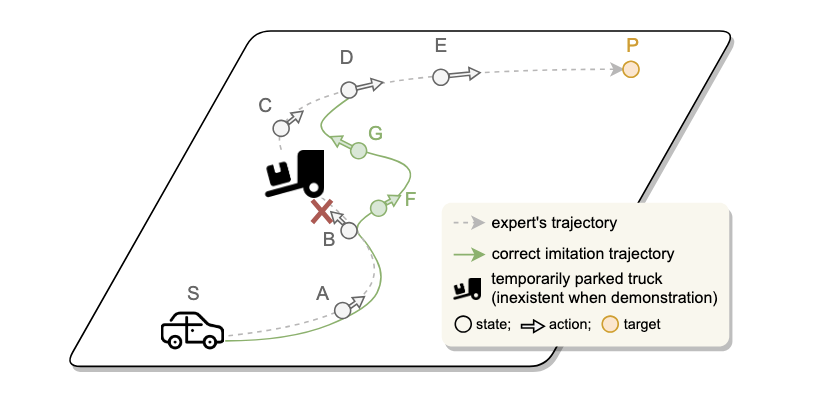 P
E
D
C
G
F
B
A
S
expert's trajectory
correct imitation trajectory
temporarily parked truck
(inexistent when demonstration)
state; action; target